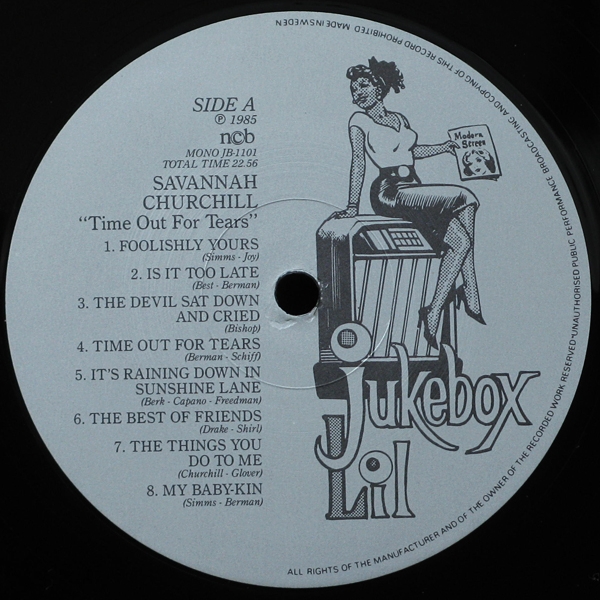 SIDE A
Ⓟ 1985
ncb
MONO JB-1101
TOTAL TIME 22.56
SAVANNAH
CHURCHILL
"Time Out For Tears"
1. FOOLISHLY YOURS
(Simms - Joy)
2. IS IT TOO LATE
(Best - Berman)
3. THE DEVIL SAT DOWN
AND CRIED
(Bishop)
4. TIME OUT FOR TEARS
(Berman - Schiff)
5. IT'S RAINING DOWN IN
SUNSHINE LANE
(Berk - Capano - Freedman)
6. THE BEST OF FRIENDS
(Drake - Shirl)
7. THE THINGS YOU
DO TO ME
(Churchill - Glover)
8. MY BABY-KIN
(Simms - Berman)
Modern
Screen
Jukebox
Lil
ALL RIGHTS OF THE MANUFACTURER AND OF THE OWNER OF THE RECORDED WORK RESERVED-UNAUTHORISED PUBLIC PERFORMANCE BROADCASTING AND COPYING OF THIS RECORD PROHIBITED MADE IN SWEDEN